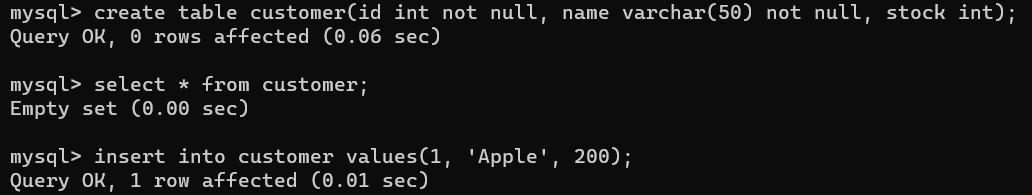 mysql> create table customer(id int not null, name varchar(50) not null, stock int);
Query OK, 0 rows affected (0.06 sec)
mysql> select * from customer;
Empty set (0.00 sec)
mysql> insert into customer values(1, 'Apple', 200);
Query OK, 1 row affected (0.01 sec)